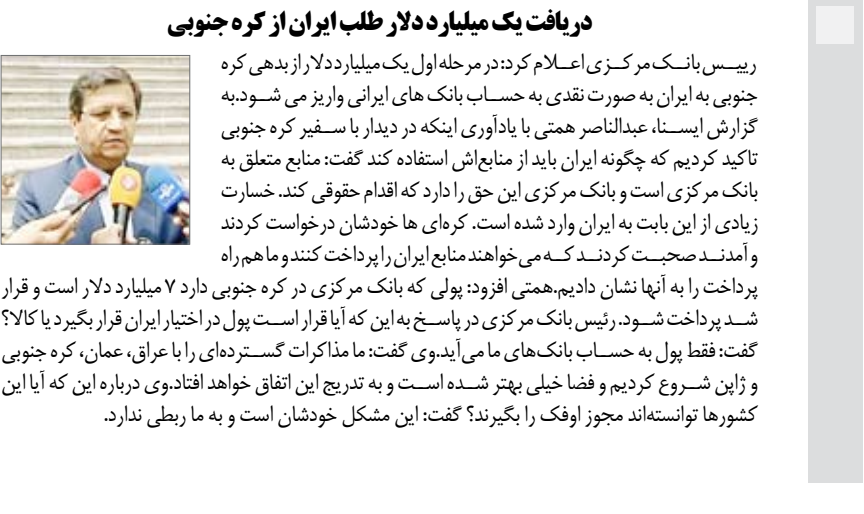 دریافت یک میلیارد دلار طلب ایران از کره جنوبی
رییس بانک مرکزی اعلام کرد: در مرحله اول یک میلیارد دلار از بدهی کره
جنوبی به ایران به صورت نقدی به حساب بانک های ایرانی واریز می شود.به
گزارش ایسنا، عبدالناصر همتی با یادآوری اینکه در دیدار با سفیر کره جنوبی
تاکید کردیم که چگونه ایران باید از منابع‌اش استفاده کند گفت: منابع متعلق به
بانک مرکزی است و بانک مرکزی این حق را دارد که اقدام حقوقی کند. خسارت
زیادی از این بابت به ایران وارد شده است. کره‌ای ها خودشان درخواست کردند
و آمدند صحبت کردند که می‌خواهند منابع ایران را پرداخت کنند و ما هم راه
پرداخت را به آنها نشان دادیم.همتی افزود: پولی که بانک مرکزی در کره جنوبی دارد ۷ میلیارد دلار است و قرار
شد پرداخت شود. رئیس بانک مرکزی در پاسخ به این که آیا قرار است پول در اختیار ایران قرار بگیرد یا کالا؟
گفت: فقط پول به حساب بانک‌های ما می‌آید.وی گفت: ما مذاکرات گسترده‌ای را با عراق، عمان، کره جنوبی
و ژاپن شروع کردیم و فضا خیلی بهتر شده است و به تدریج این اتفاق خواهد افتاد.وی درباره این که آیا این
کشورها توانسته‌اند مجوز اوفک را بگیرند؟ گفت: این مشکل خودشان است و به ما ربطی ندارد.